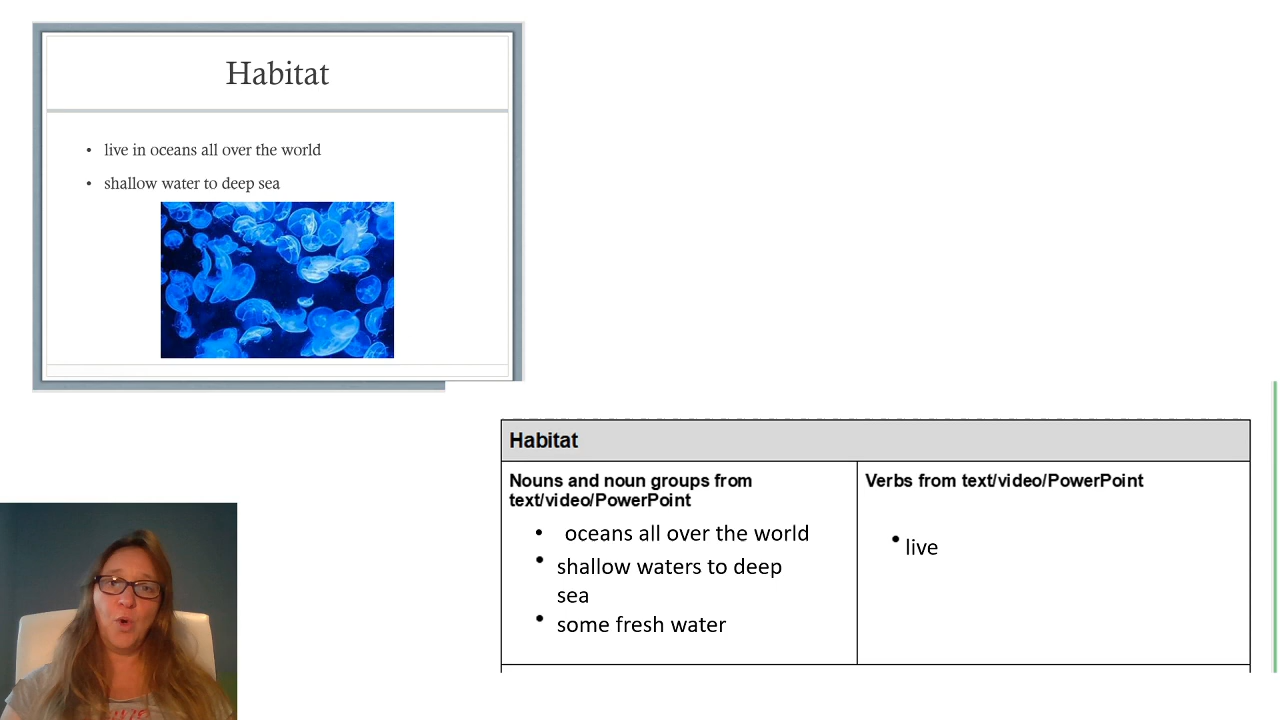 Habitat
• live in oceans all over the world
• shallow water to deep sea
Habitat
Nouns and noun groups from
text/video/PowerPoint
• oceans all over the world
• shallow waters to deep
sea
• some fresh water
Verbs from text/video/PowerPoint
• live